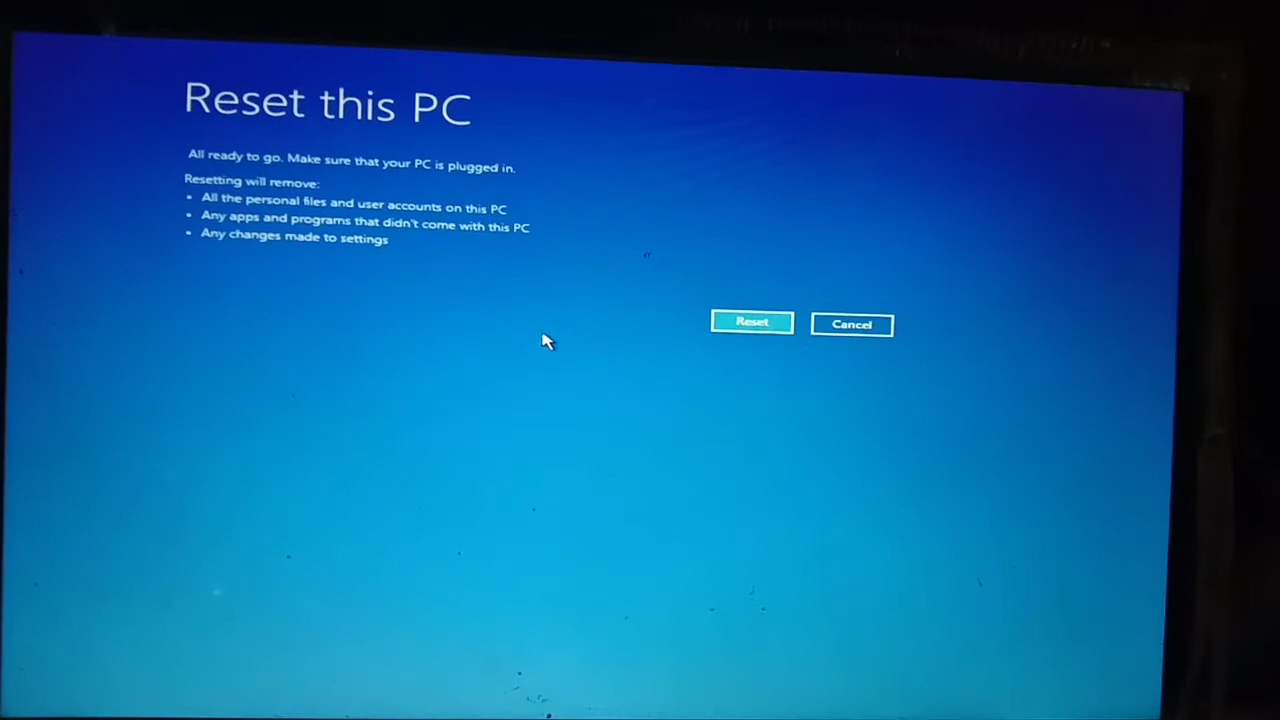 Reset this PC
All ready to go. Make sure that your PC is plugged in.
Resetting will remove:
• All the personal files and user accounts on this PC
• Any apps and programs that didn't come with this PC
• Any changes made to settings
Reset
Cancel